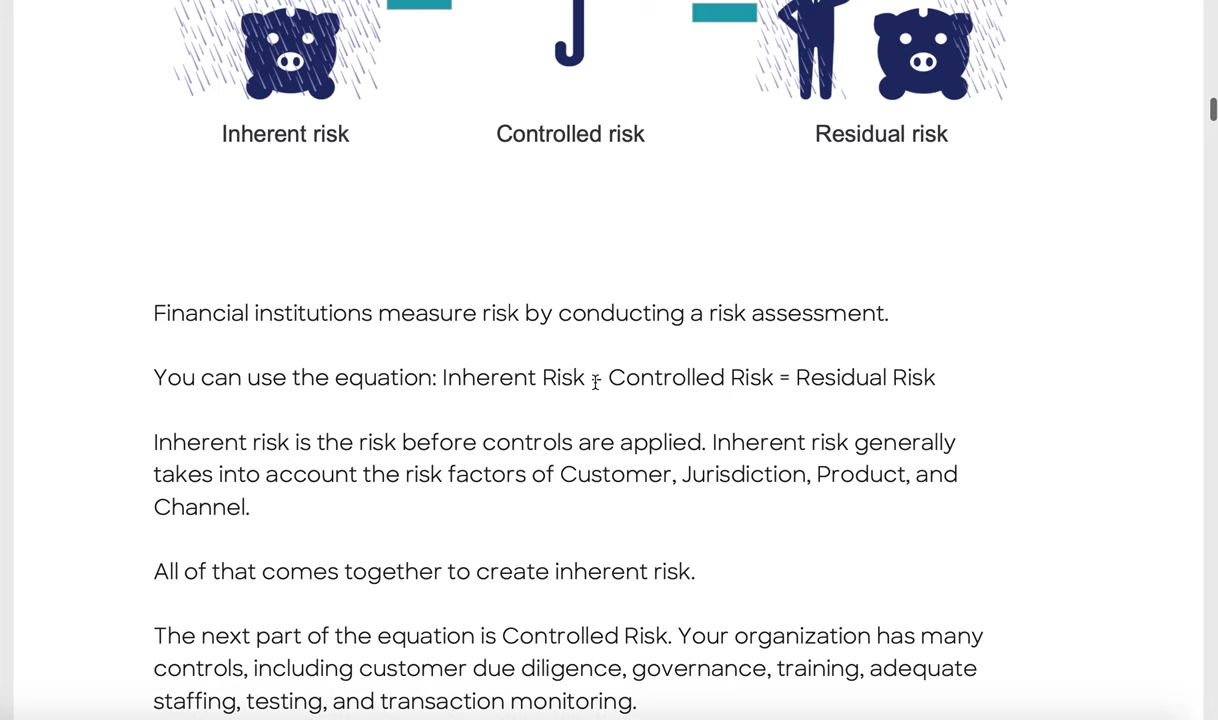 Inherent risk
Controlled risk
Residual risk
Financial institutions measure risk by conducting a risk assessment.
You can use the equation: Inherent Risk - Controlled Risk = Residual Risk
Inherent risk is the risk before controls are applied. Inherent risk generally
takes into account the risk factors of Customer, Jurisdiction, Product, and
Channel.
All of that comes together to create inherent risk.
The next part of the equation is Controlled Risk. Your organization has many
controls, including customer due diligence, governance, training, adequate
staffing, testing, and transaction monitoring.